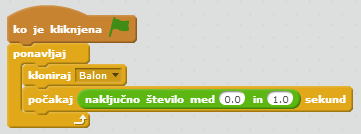 ko je kliknjena
ponavljaj
kloniraj Balon
počakaj naključno število med 0.0 in 1.0 sekund